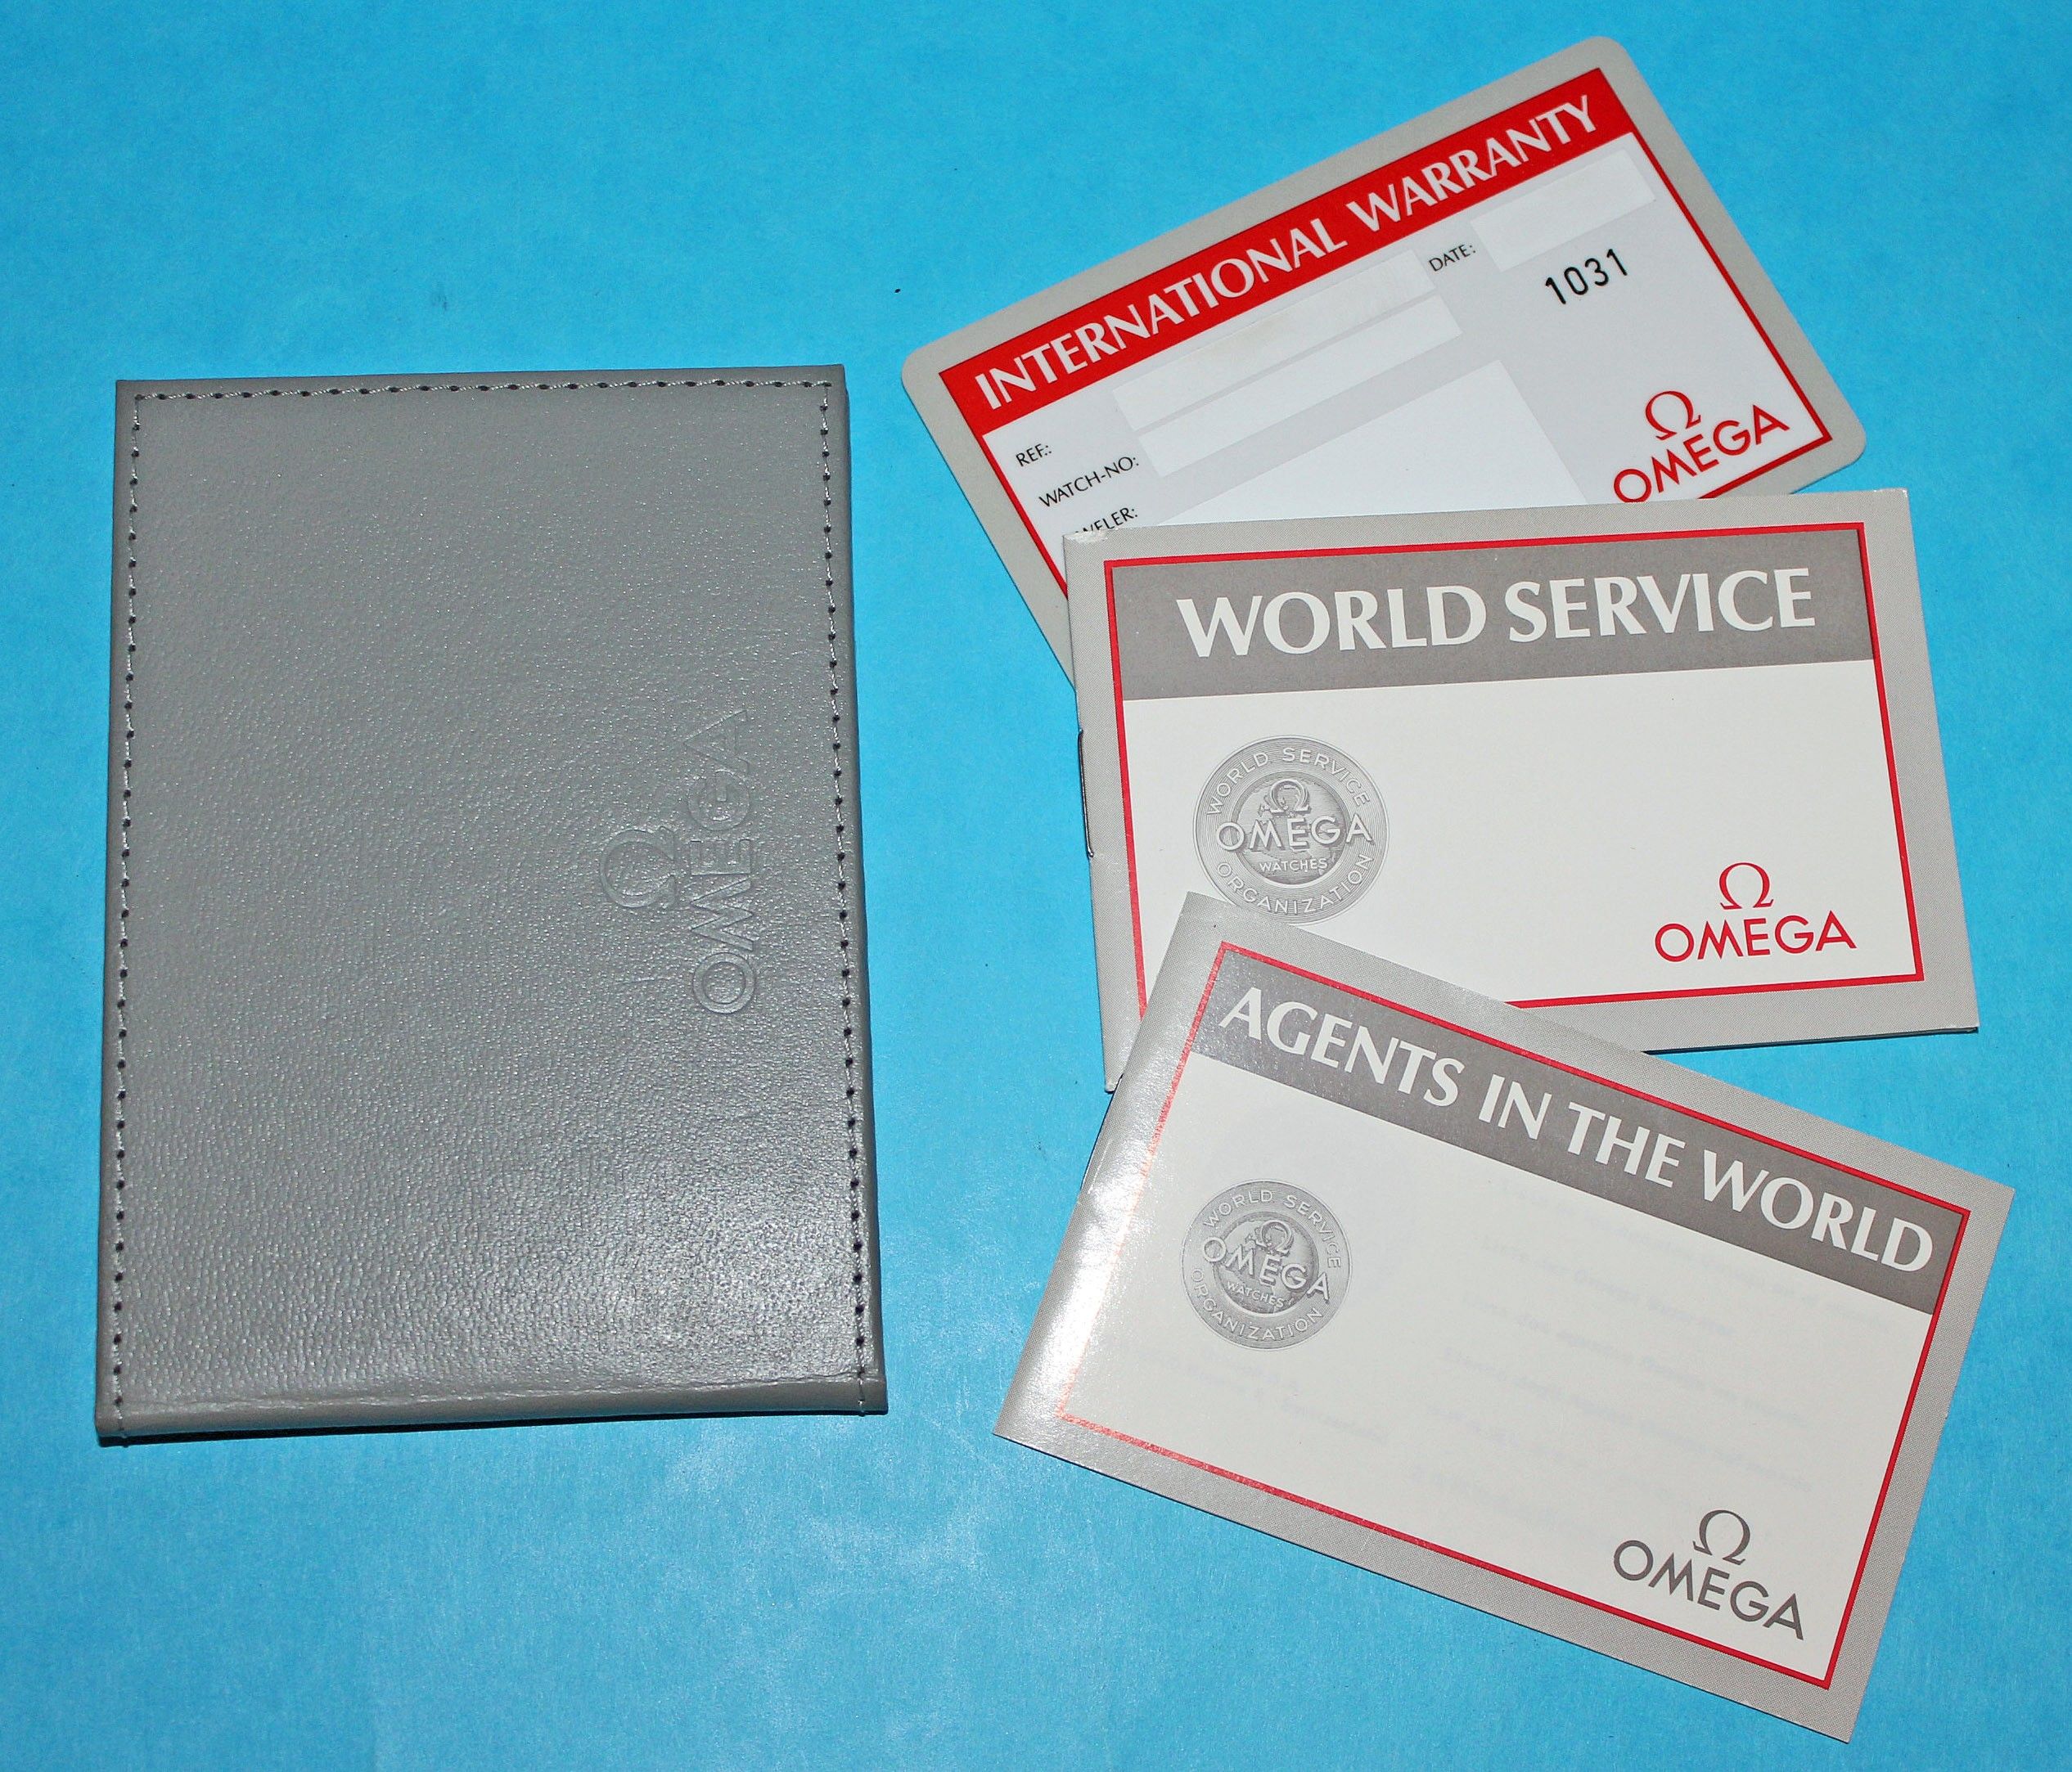 Ω
OMEGA
INTERNATIONAL WARRANTY
REF.:
DATE:
1031
WATCH-NO:
Ω
OMEGA
WORLD SERVICE
WORLD SERVICE
Ω
OMEGA
WATCHES
ORGANIZATION
Ω
OMEGA
AGENTS IN THE WORLD
WORLD SERVICE
Ω
OMEGA
WATCHES
ORGANIZATION
Ω
OMEGA